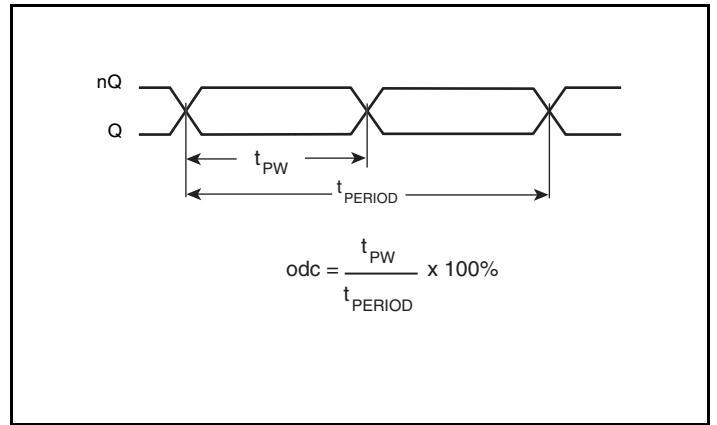 nQ
Q
tPW
tPERIOD
tPW
odc = x 100%
tPERIOD